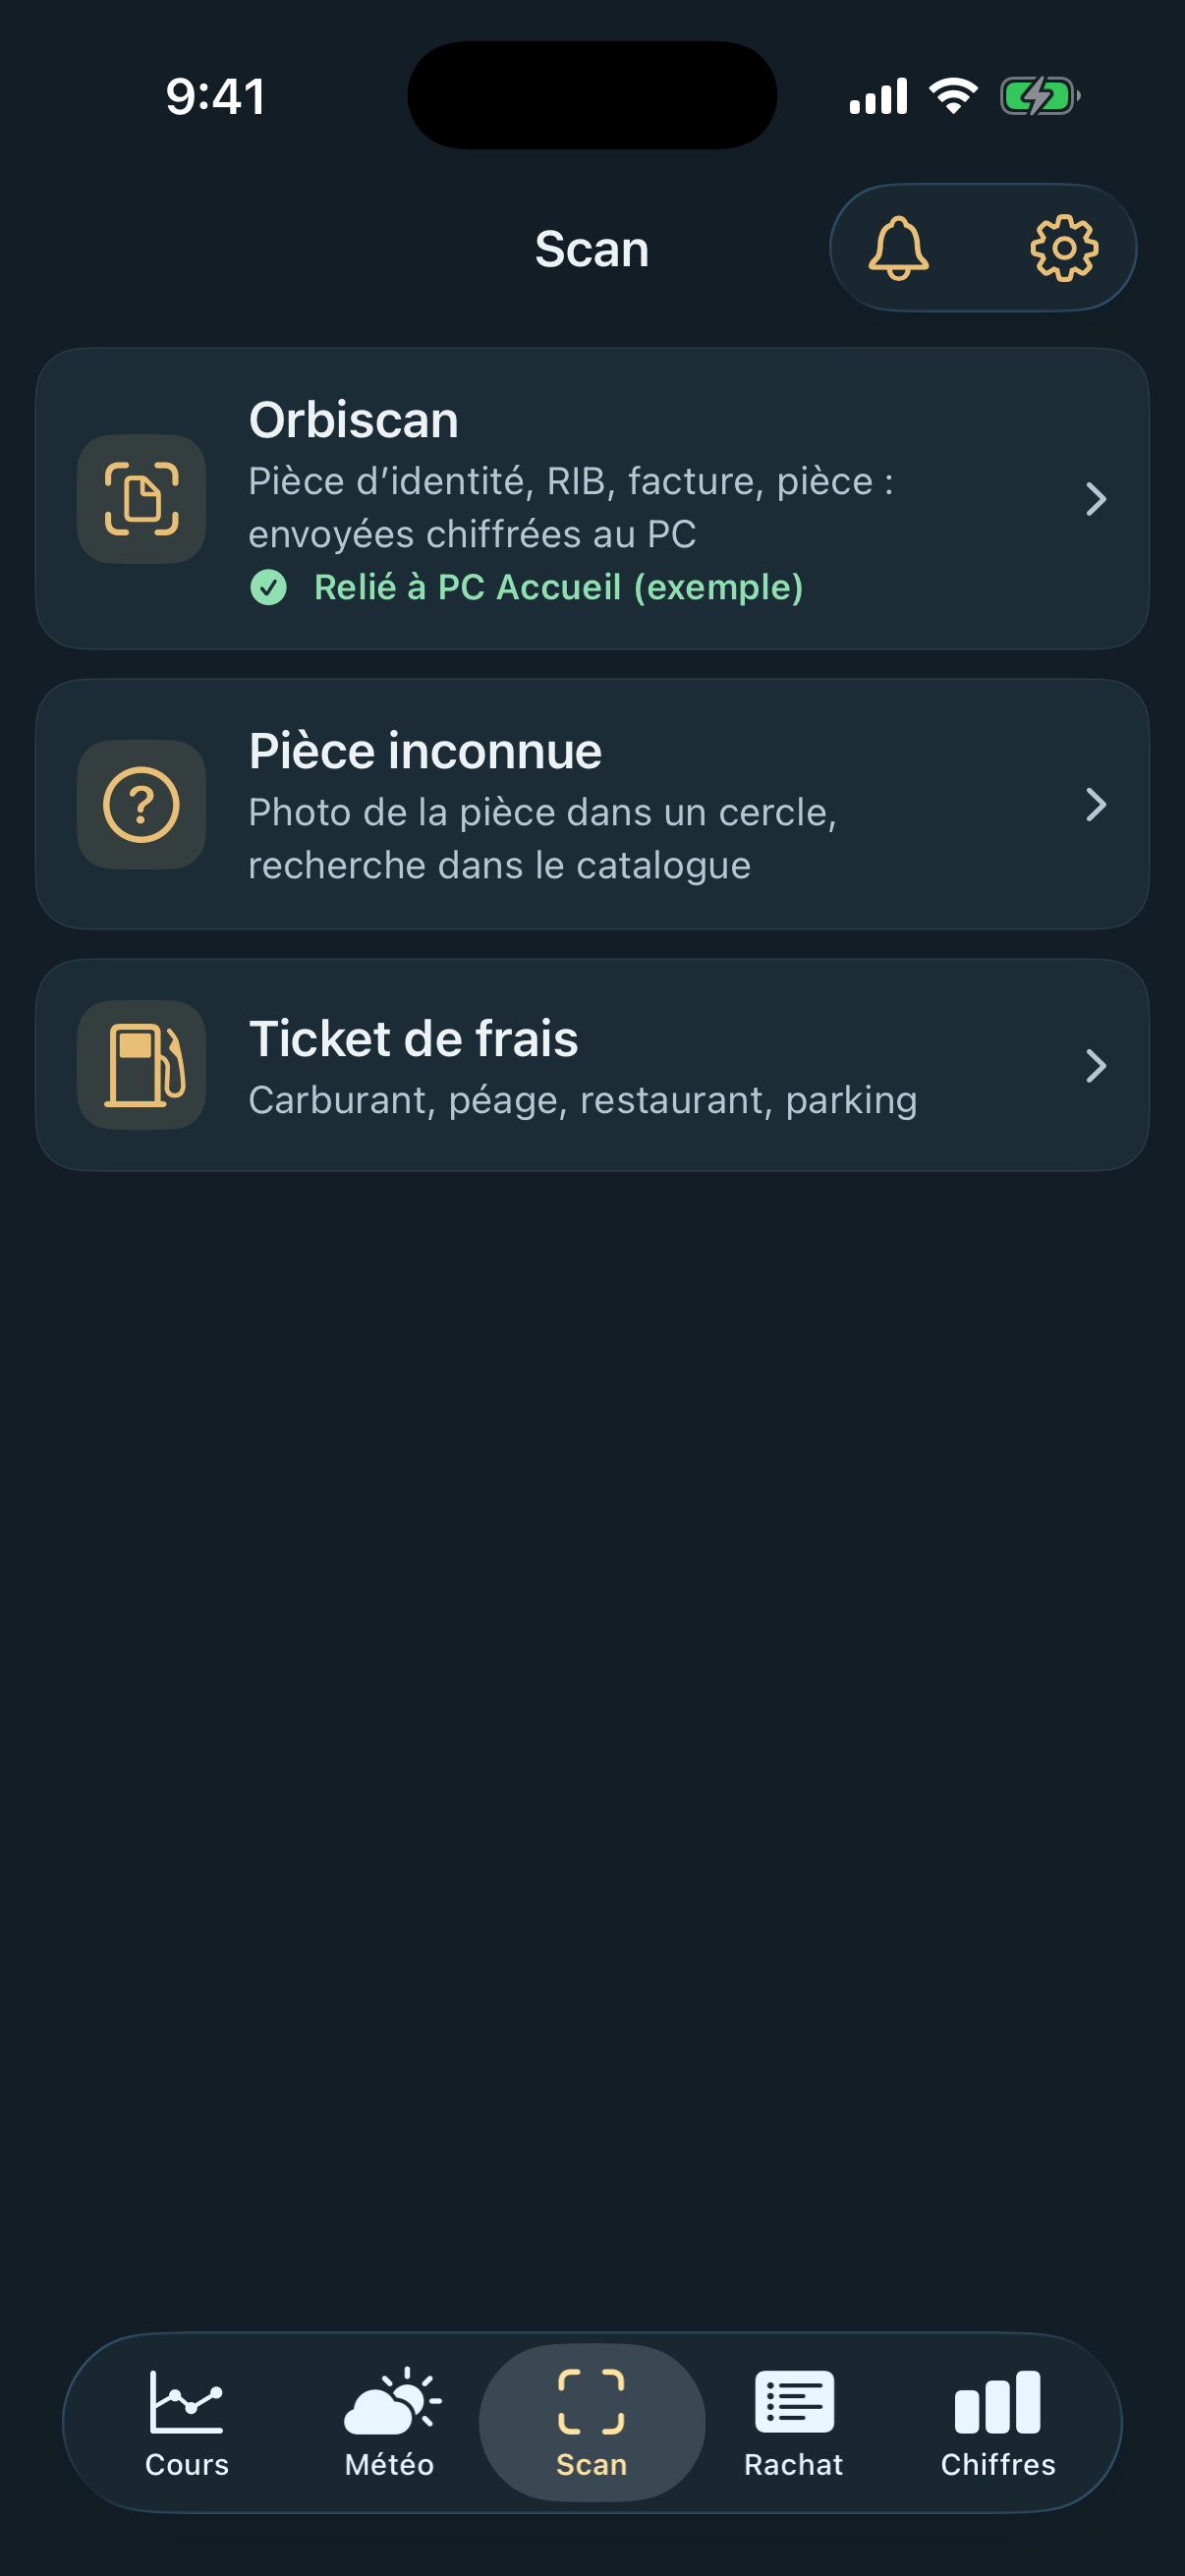 9:41
Scan
Orbiscan
Pièce d’identité, RIB, facture, pièce :
envoyées chiffrées au PC
Relié à PC Accueil (exemple)
Pièce inconnue
Photo de la pièce dans un cercle,
recherche dans le catalogue
Ticket de frais
Carburant, péage, restaurant, parking
Cours
Météo
Scan
Rachat
Chiffres